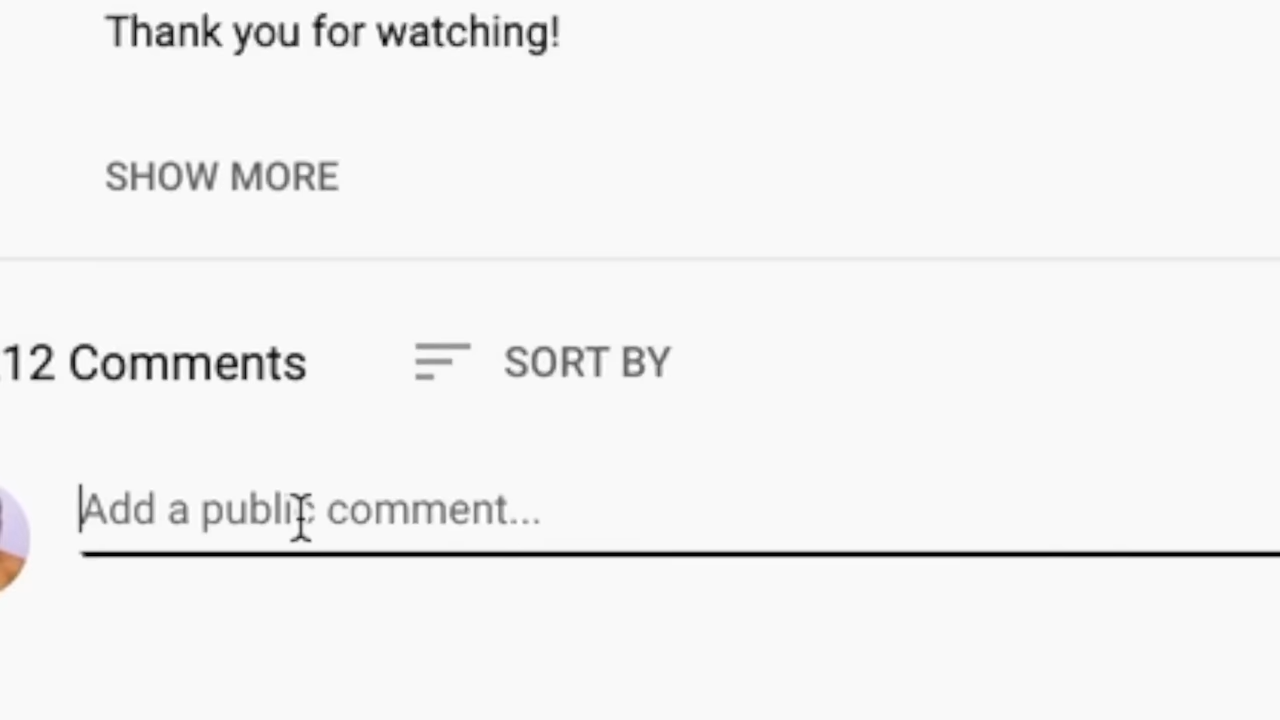 Thank you for watching!
SHOW MORE
12 Comments SORT BY
Add a public comment...